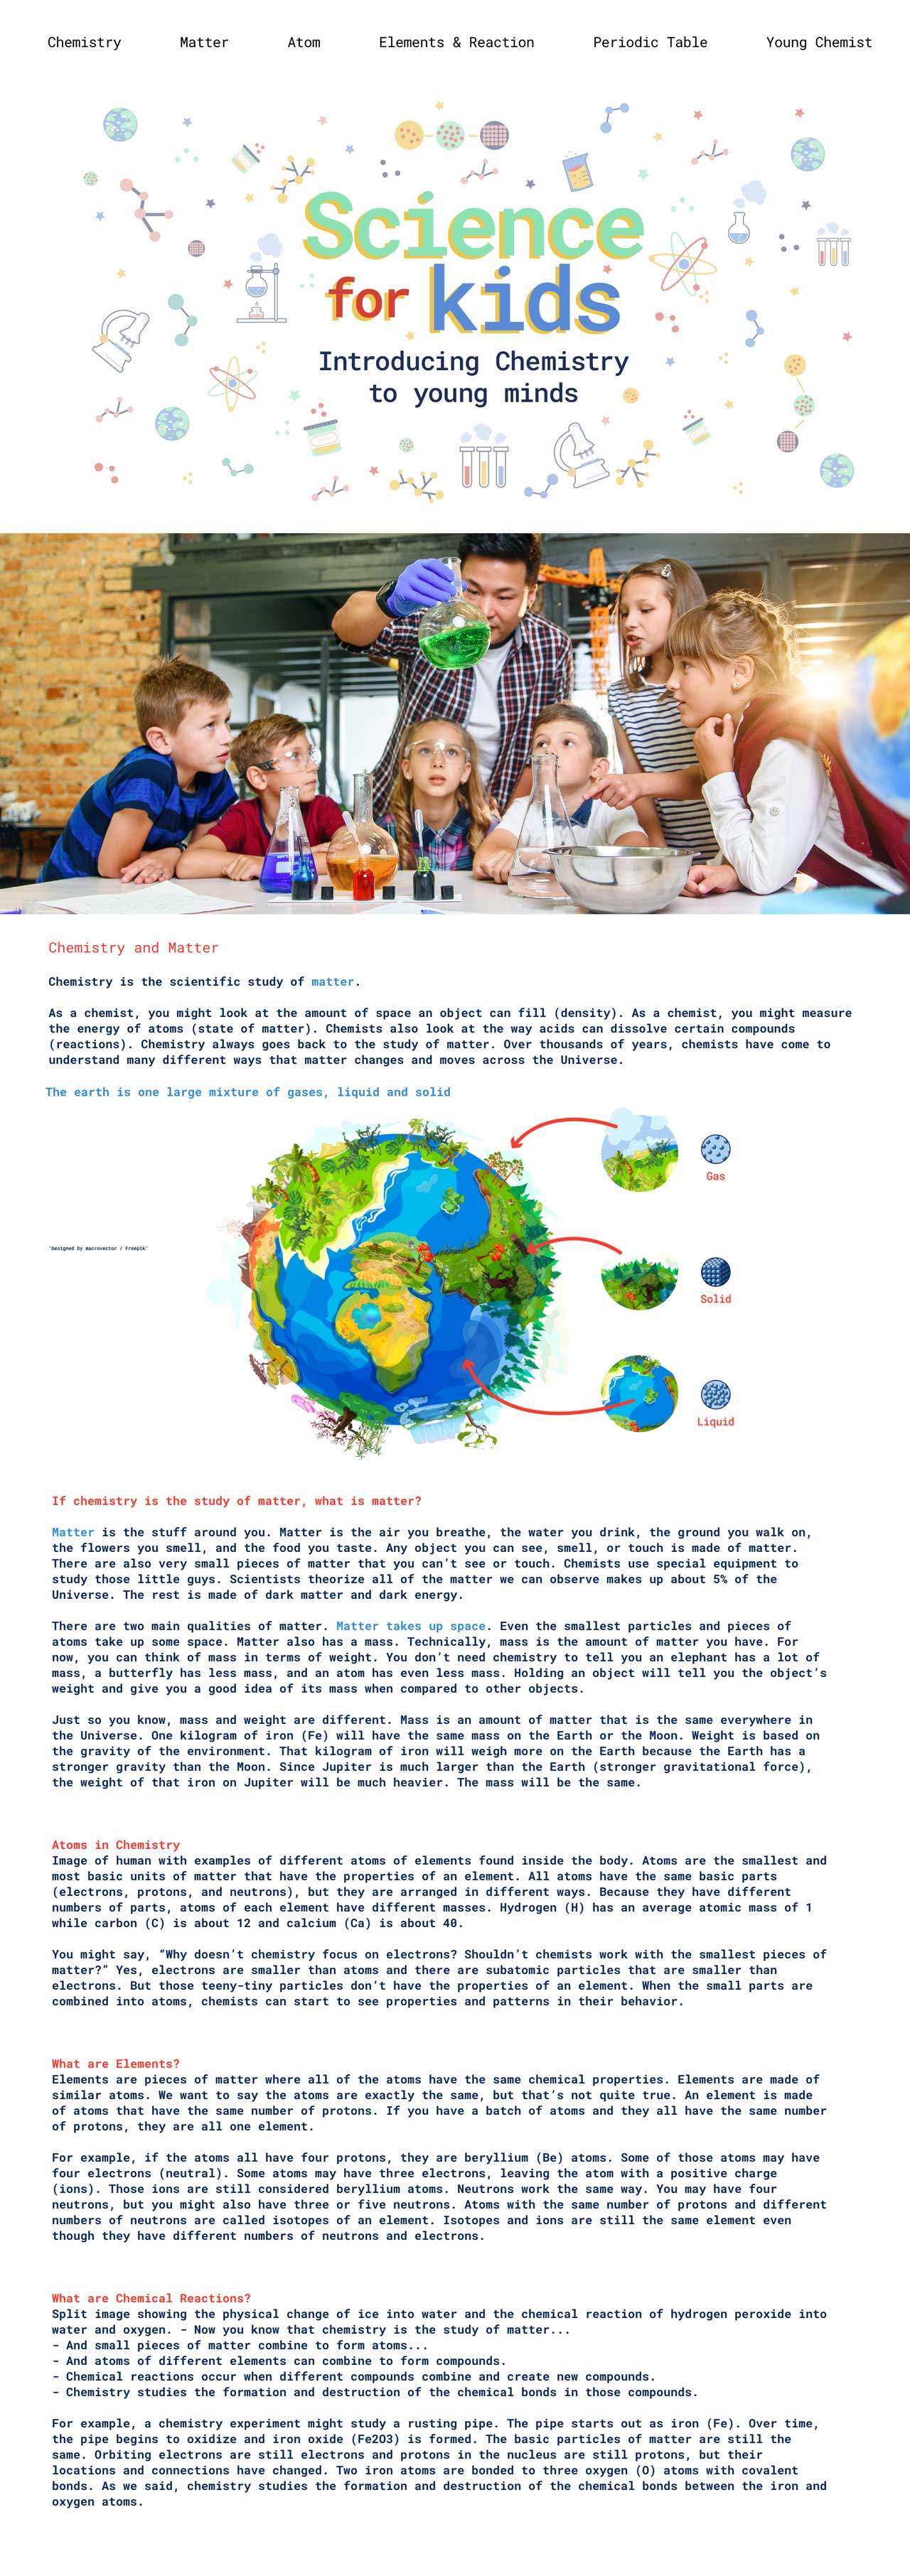 Chemistry Matter Atom Elements & Reaction Periodic Table Young Chemist
Science
for kids
Introducing Chemistry
to young minds
Chemistry and Matter
Chemistry is the scientific study of matter.
As a chemist, you might look at the amount of space an object can fill (density). As a chemist, you might measure
the energy of atoms (state of matter). Chemists also look at the way acids can dissolve certain compounds
(reactions). Chemistry always goes back to the study of matter. Over thousands of years, chemists have come to
understand many different ways that matter changes and moves across the Universe.
The earth is one large mixture of gases, liquid and solid
Gas
"Designed by macrovector / Freepik"
Solid
Liquid
If chemistry is the study of matter, what is matter?
Matter is the stuff around you. Matter is the air you breathe, the water you drink, the ground you walk on,
the flowers you smell, and the food you taste. Any object you can see, smell, or touch is made of matter.
There are also very small pieces of matter that you can’t see or touch. Chemists use special equipment to
study those little guys. Scientists theorize all of the matter we can observe makes up about 5% of the
Universe. The rest is made of dark matter and dark energy.
There are two main qualities of matter. Matter takes up space. Even the smallest particles and pieces of
atoms take up some space. Matter also has a mass. Technically, mass is the amount of matter you have. For
now, you can think of mass in terms of weight. You don’t need chemistry to tell you an elephant has a lot of
mass, a butterfly has less mass, and an atom has even less mass. Holding an object will tell you the object’s
weight and give you a good idea of its mass when compared to other objects.
Just so you know, mass and weight are different. Mass is an amount of matter that is the same everywhere in
the Universe. One kilogram of iron (Fe) will have the same mass on the Earth or the Moon. Weight is based on
the gravity of the environment. That kilogram of iron will weigh more on the Earth because the Earth has a
stronger gravity than the Moon. Since Jupiter is much larger than the Earth (stronger gravitational force),
the weight of that iron on Jupiter will be much heavier. The mass will be the same.
Atoms in Chemistry
Image of human with examples of different atoms of elements found inside the body. Atoms are the smallest and
most basic units of matter that have the properties of an element. All atoms have the same basic parts
(electrons, protons, and neutrons), but they are arranged in different ways. Because they have different
numbers of parts, atoms of each element have different masses. Hydrogen (H) has an average atomic mass of 1
while carbon (C) is about 12 and calcium (Ca) is about 40.
You might say, “Why doesn’t chemistry focus on electrons? Shouldn’t chemists work with the smallest pieces of
matter?” Yes, electrons are smaller than atoms and there are subatomic particles that are smaller than
electrons. But those teeny-tiny particles don’t have the properties of an element. When the small parts are
combined into atoms, chemists can start to see properties and patterns in their behavior.
What are Elements?
Elements are pieces of matter where all of the atoms have the same chemical properties. Elements are made of
similar atoms. We want to say the atoms are exactly the same, but that’s not quite true. An element is made
of atoms that have the same number of protons. If you have a batch of atoms and they all have the same number
of protons, they are all one element.
For example, if the atoms all have four protons, they are beryllium (Be) atoms. Some of those atoms may have
four electrons (neutral). Some atoms may have three electrons, leaving the atom with a positive charge
(ions). Those ions are still considered beryllium atoms. Neutrons work the same way. You may have four
neutrons, but you might also have three or five neutrons. Atoms with the same number of protons and different
numbers of neutrons are called isotopes of an element. Isotopes and ions are still the same element even
though they have different numbers of neutrons and electrons.
What are Chemical Reactions?
Split image showing the physical change of ice into water and the chemical reaction of hydrogen peroxide into
water and oxygen. - Now you know that chemistry is the study of matter...
- And small pieces of matter combine to form atoms...
- And atoms of different elements can combine to form compounds.
- Chemical reactions occur when different compounds combine and create new compounds.
- Chemistry studies the formation and destruction of the chemical bonds in those compounds.
For example, a chemistry experiment might study a rusting pipe. The pipe starts out as iron (Fe). Over time,
the pipe begins to oxidize and iron oxide (Fe2O3) is formed. The basic particles of matter are still the
same. Orbiting electrons are still electrons and protons in the nucleus are still protons, but their
locations and connections have changed. Two iron atoms are bonded to three oxygen (O) atoms with covalent
bonds. As we said, chemistry studies the formation and destruction of the chemical bonds between the iron and
oxygen atoms.